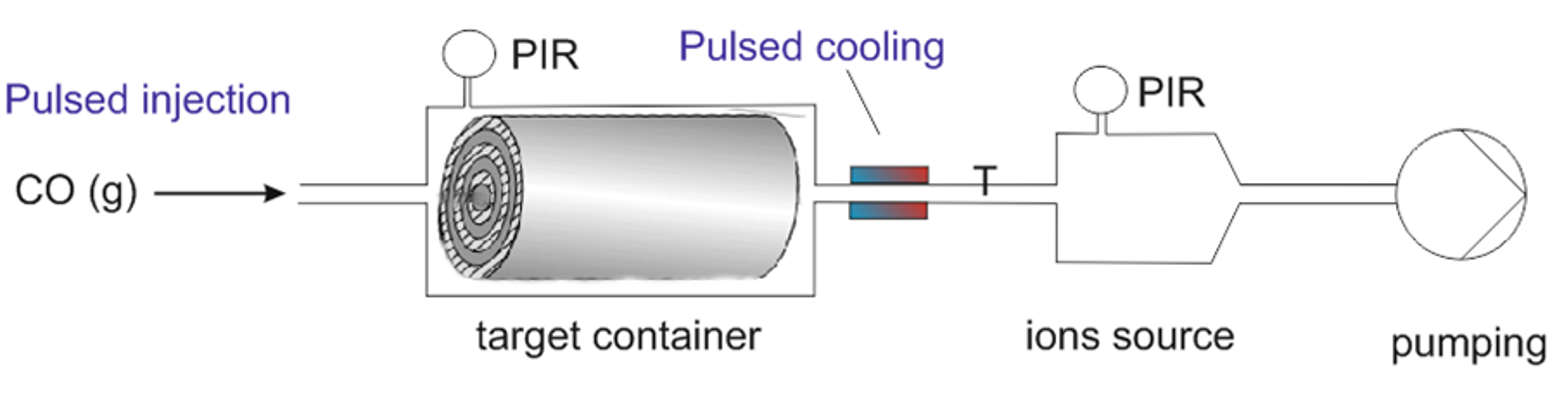 PIR
Pulsed cooling
Pulsed injection
PIR
CO (g)
T
target container
ions source
pumping